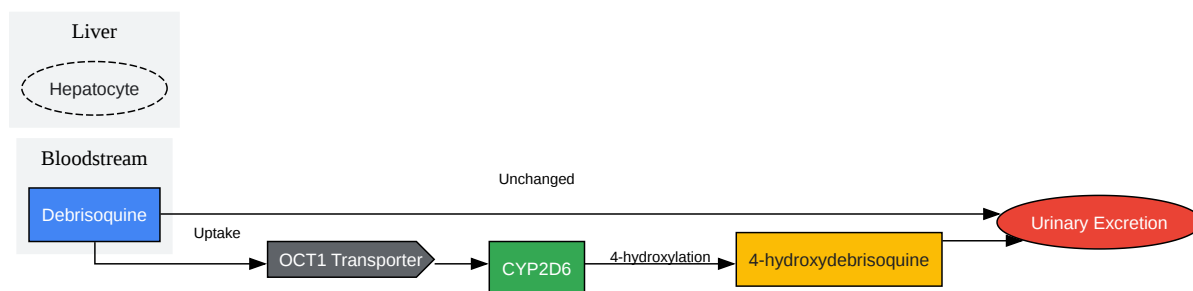 Liver
Hepatocyte
Bloodstream
Debrisoquine
Unchanged
Uptake
OCT1 Transporter
CYP2D6
4-hydroxylation
4-hydroxydebrisoquine
Urinary Excretion